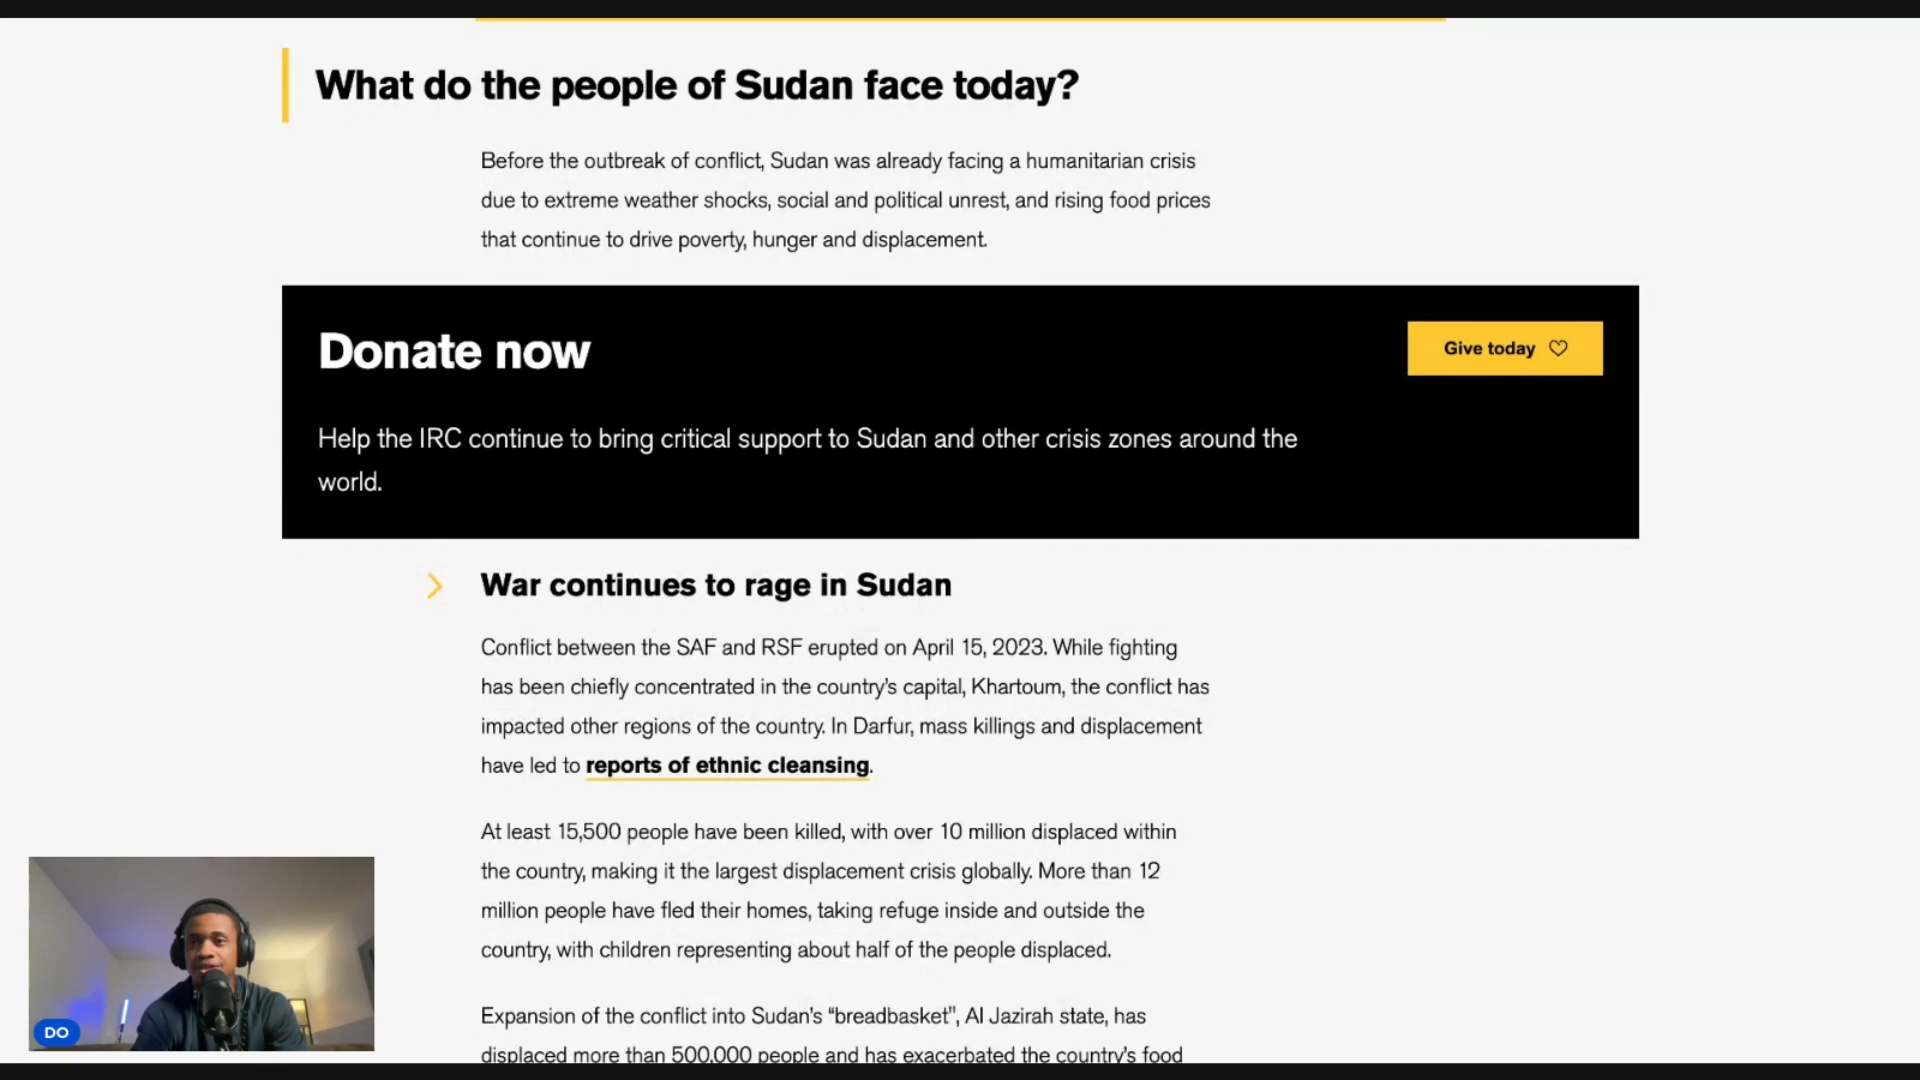 What do the people of Sudan face today?
Before the outbreak of conflict, Sudan was already facing a humanitarian crisis
due to extreme weather shocks, social and political unrest, and rising food prices
that continue to drive poverty, hunger and displacement.
Donate now
Give today
Help the IRC continue to bring critical support to Sudan and other crisis zones around the
world.
War continues to rage in Sudan
Conflict between the SAF and RSF erupted on April 15, 2023. While fighting
has been chiefly concentrated in the country's capital, Khartoum, the conflict has
impacted other regions of the country. In Darfur, mass killings and displacement
have led to reports of ethnic cleansing.
At least 15,500 people have been killed, with over 10 million displaced within
the country, making it the largest displacement crisis globally. More than 12
million people have fled their homes, taking refuge inside and outside the
country, with children representing about half of the people displaced.
Expansion of the conflict into Sudan's “breadbasket”, Al Jazirah state, has
displaced more than 500,000 people and has exacerbated the country's food
DO